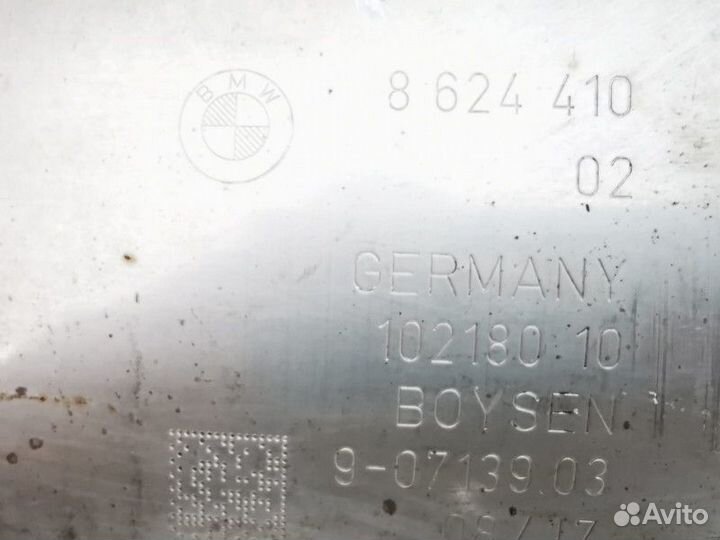 BMW
8 624 410
02
GERMANY
102180 10
BOYSEN
9-07139.03
Avito